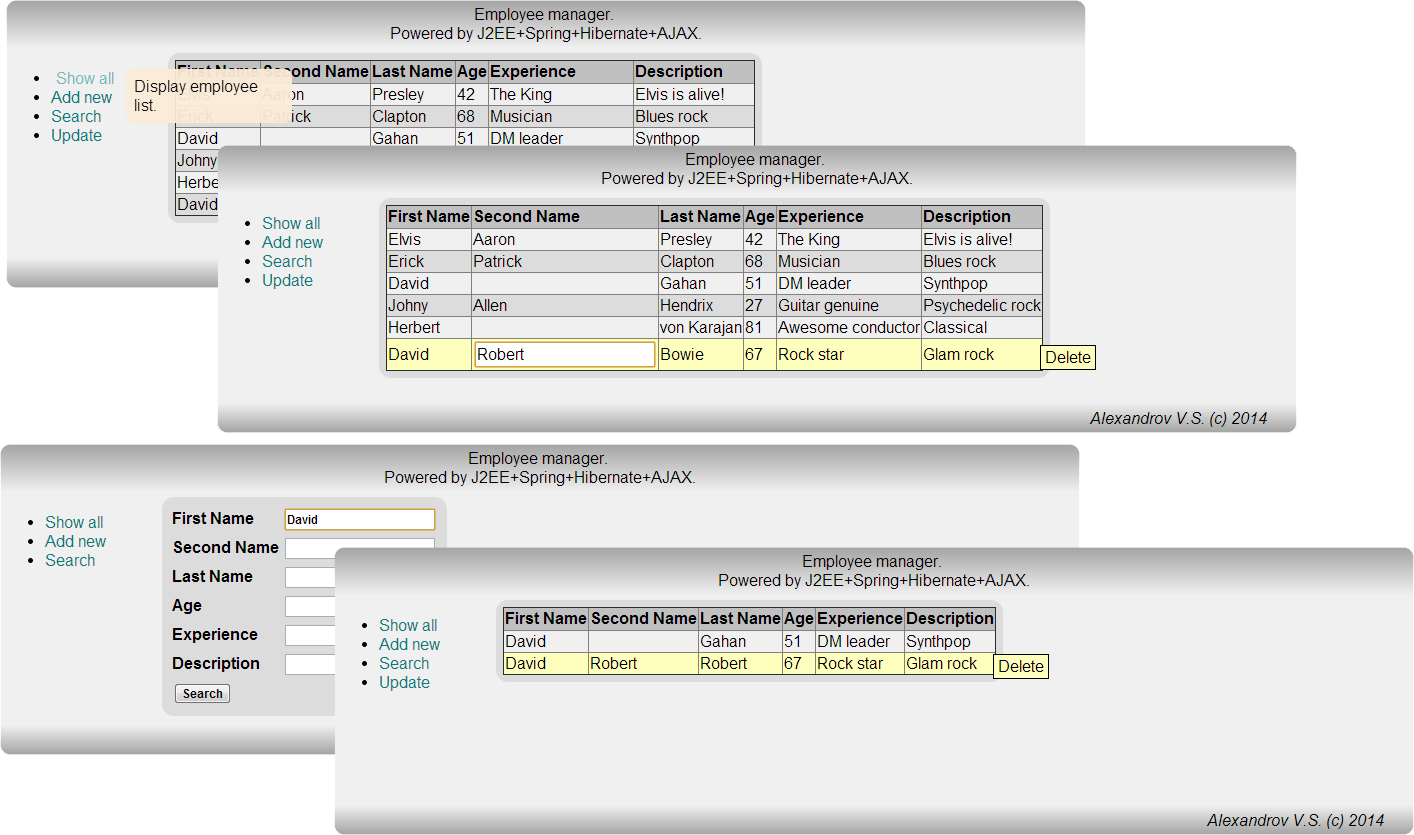 Employee manager.
Powered by J2EE+Spring+Hibernate+AJAX.
Show all
Add new
Search
Update
Display employee
list.
First Name Second Name Last Name Age Experience Description
Elvis Aaron Presley 42 The King Elvis is alive!
Erick Patrick Clapton 68 Musician Blues rock
David Gahan 51 DM leader Synthpop
Johny
Herbe
David
Employee manager.
Powered by J2EE+Spring+Hibernate+AJAX.
Show all
Add new
Search
Update
First Name Second Name Last Name Age Experience Description
Elvis Aaron Presley 42 The King Elvis is alive!
Erick Patrick Clapton 68 Musician Blues rock
David Gahan 51 DM leader Synthpop
Johny Allen Hendrix 27 Guitar genuine Psychedelic rock
Herbert von Karajan 81 Awesome conductor Classical
David Robert Bowie 67 Rock star Glam rock Delete
Alexandrov V.S. (c) 2014
Employee manager.
Powered by J2EE+Spring+Hibernate+AJAX.
Show all
Add new
Search
First Name David
Second Name
Last Name
Age
Experience
Description
Search
Employee manager.
Powered by J2EE+Spring+Hibernate+AJAX.
Show all
Add new
Search
Update
First Name Second Name Last Name Age Experience Description
David Gahan 51 DM leader Synthpop
David Robert Robert 67 Rock star Glam rock Delete
Alexandrov V.S. (c) 2014